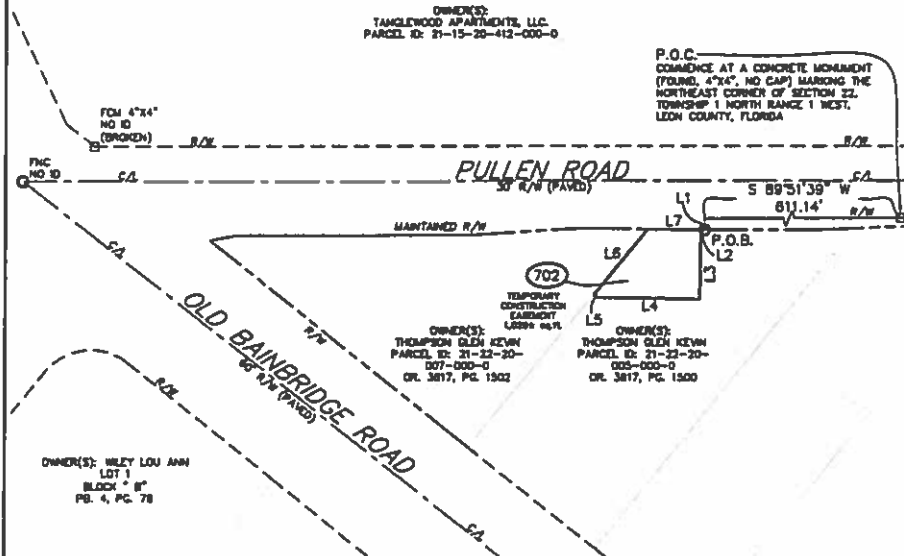 OWNER(S):
TANGLEWOOD APARTMENTS, LLC.
PARCEL ID: 21-15-20-412-000-0
P.O.C.
COMMENCE AT A CONCRETE MONUMENT
(FOUND, 4"X4", NO CAP) MARKING THE
NORTHEAST CORNER OF SECTION 22,
TOWNSHIP 1 NORTH RANGE 1 WEST,
LEON COUNTY, FLORIDA
FCM 4"X4"
NO ID
(BROKEN)
R/W
R/W
FNC
NO ID
C/L
PULLEN ROAD
C/L
30' R/W (PAVED)
S 89°51'39" W
611.14'
R/W
L1
MAINTAINED R/W
L7
P.O.B.
L2
L6
L3
702
TEMPORARY
CONSTRUCTION
EASEMENT
sq.ft.
L4
L5
C/L
R/W
OLD BAINBRIDGE ROAD
R/W (PAVED)
OWNER(S):
THOMPSON GLEN KEVIN
PARCEL ID: 21-22-20-
007-000-0
OR. 3817, PG. 1502
OWNER(S):
THOMPSON GLEN KEVIN
PARCEL ID: 21-22-20-
005-000-0
OR. 3817, PG. 1500
R/W
OWNER(S): WILEY LOU ANN
LOT 1
BLOCK " B"
PB. 4, PG. 78
C/L